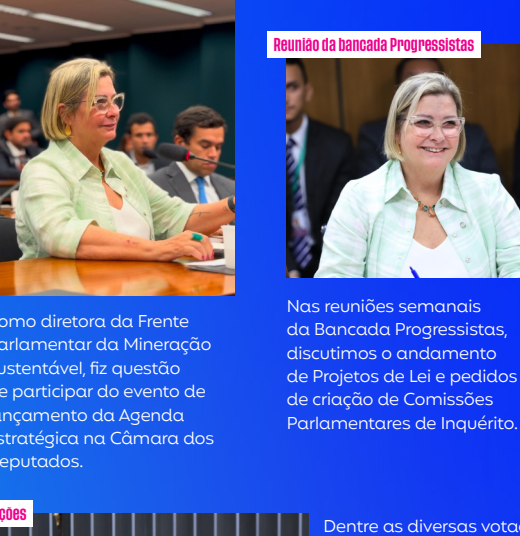 Reunião da bancada Progressistas
omo diretora da Frente
arlamentar da Mineração
ustentável, fiz questão
e participar do evento de
ançamento da Agenda
stratégica na Câmara dos
eputados.
Nas reuniões semanais
da Bancada Progressistas,
discutimos o andamento
de Projetos de Lei e pedidos
de criação de Comissões
Parlamentares de Inquérito.
ções
Dentre as diversas vota